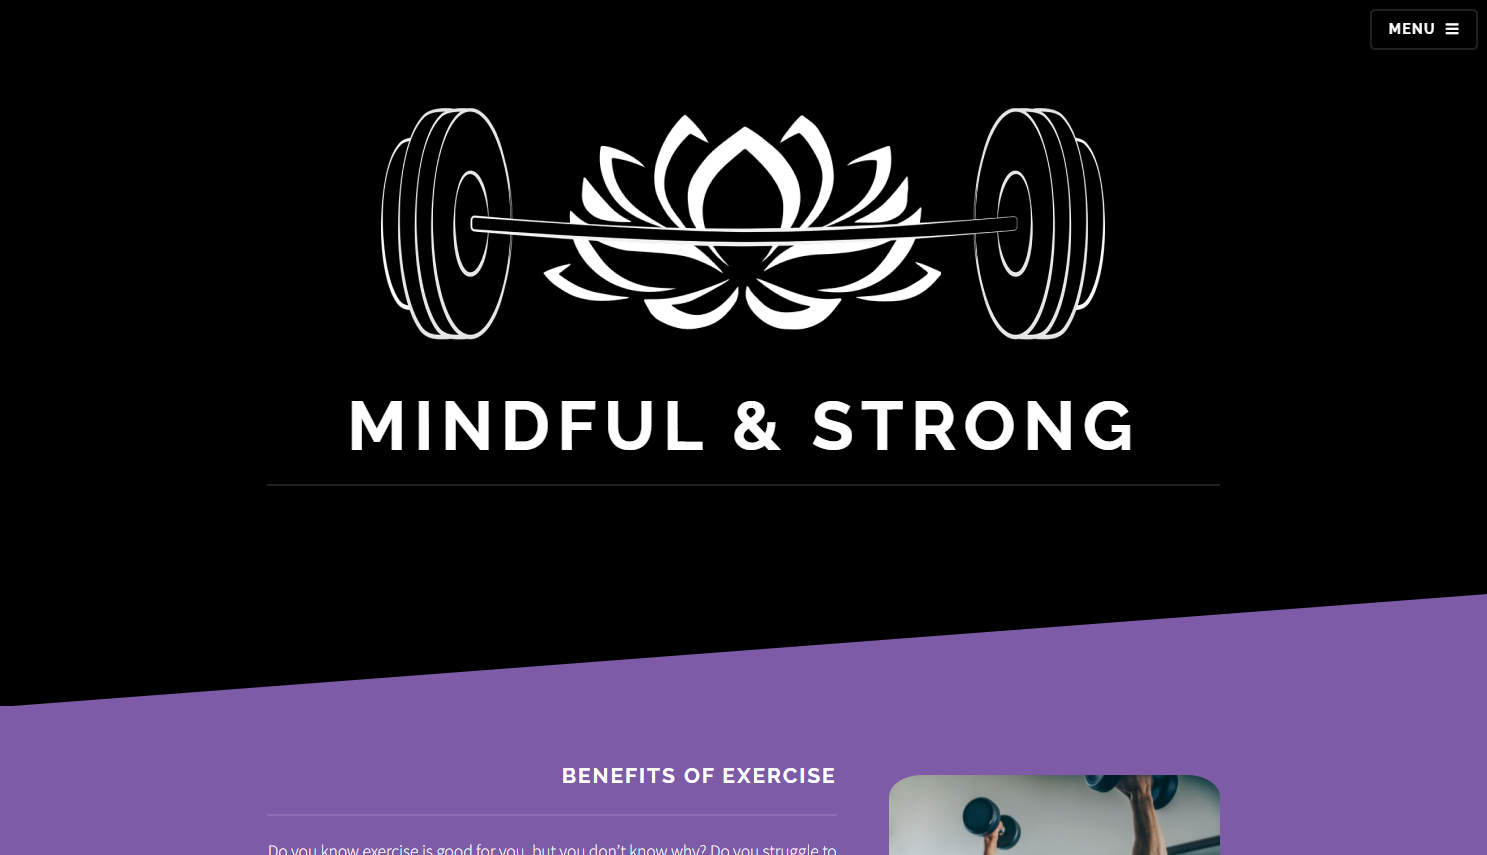 MENU
MINDFUL & STRONG
BENEFITS OF EXERCISE
Do you know exercise is good for you, but you don’t know why? Do you struggle to